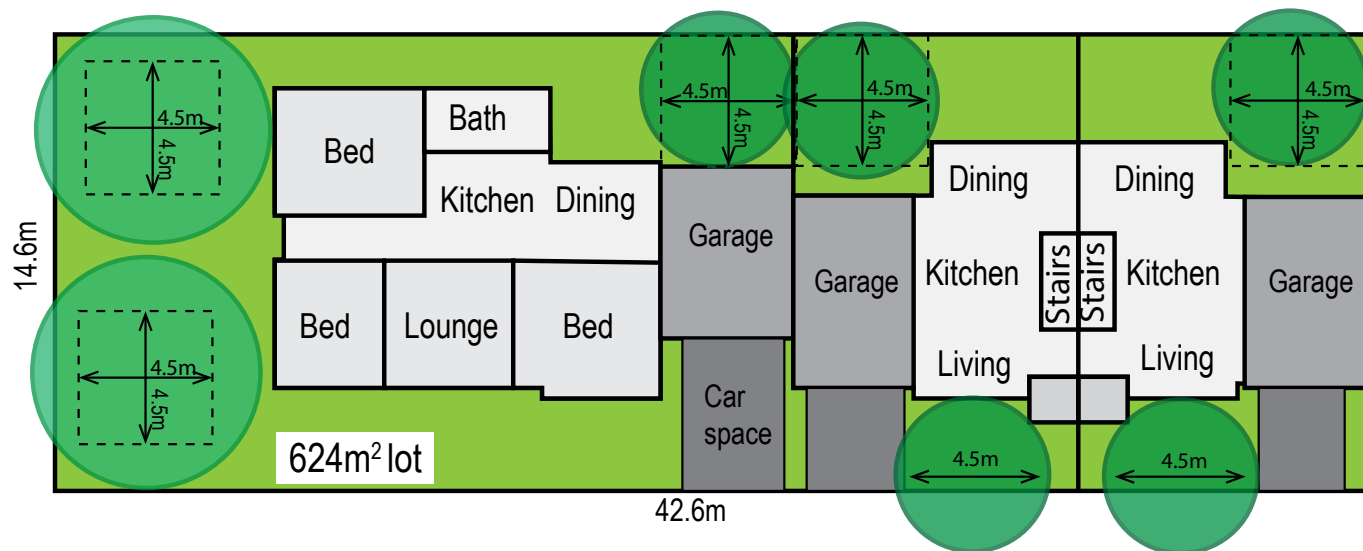 4.5m
4.5m
4.5m
4.5m
4.5m
4.5m
4.5m
4.5m
Bath
Bed
Dining
Dining
Kitchen Dining
Garage
14.6m
Stairs
Stairs
Kitchen
Kitchen
Garage
Garage
Bed
Lounge
Bed
Living
Living
4.5m
4.5m
Car
space
624m² lot
4.5m
4.5m
42.6m